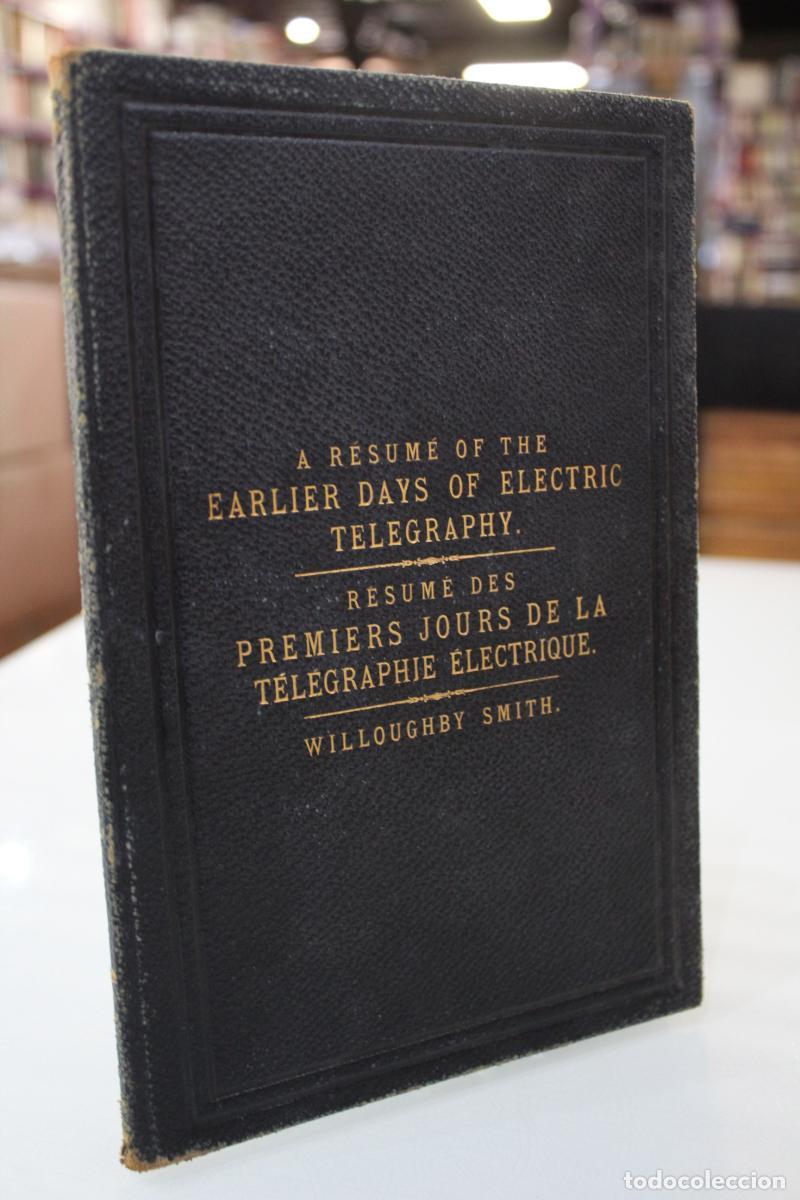 A RÉSUMÉ OF THE
EARLIER DAYS OF ELECTRIC
TELEGRAPHY.
RÉSUMÉ DES
PREMIERS JOURS DE LA
TÉLÉGRAPHIE ÉLECTRIQUE.
WILLOUGHBY SMITH.
todocoleccion